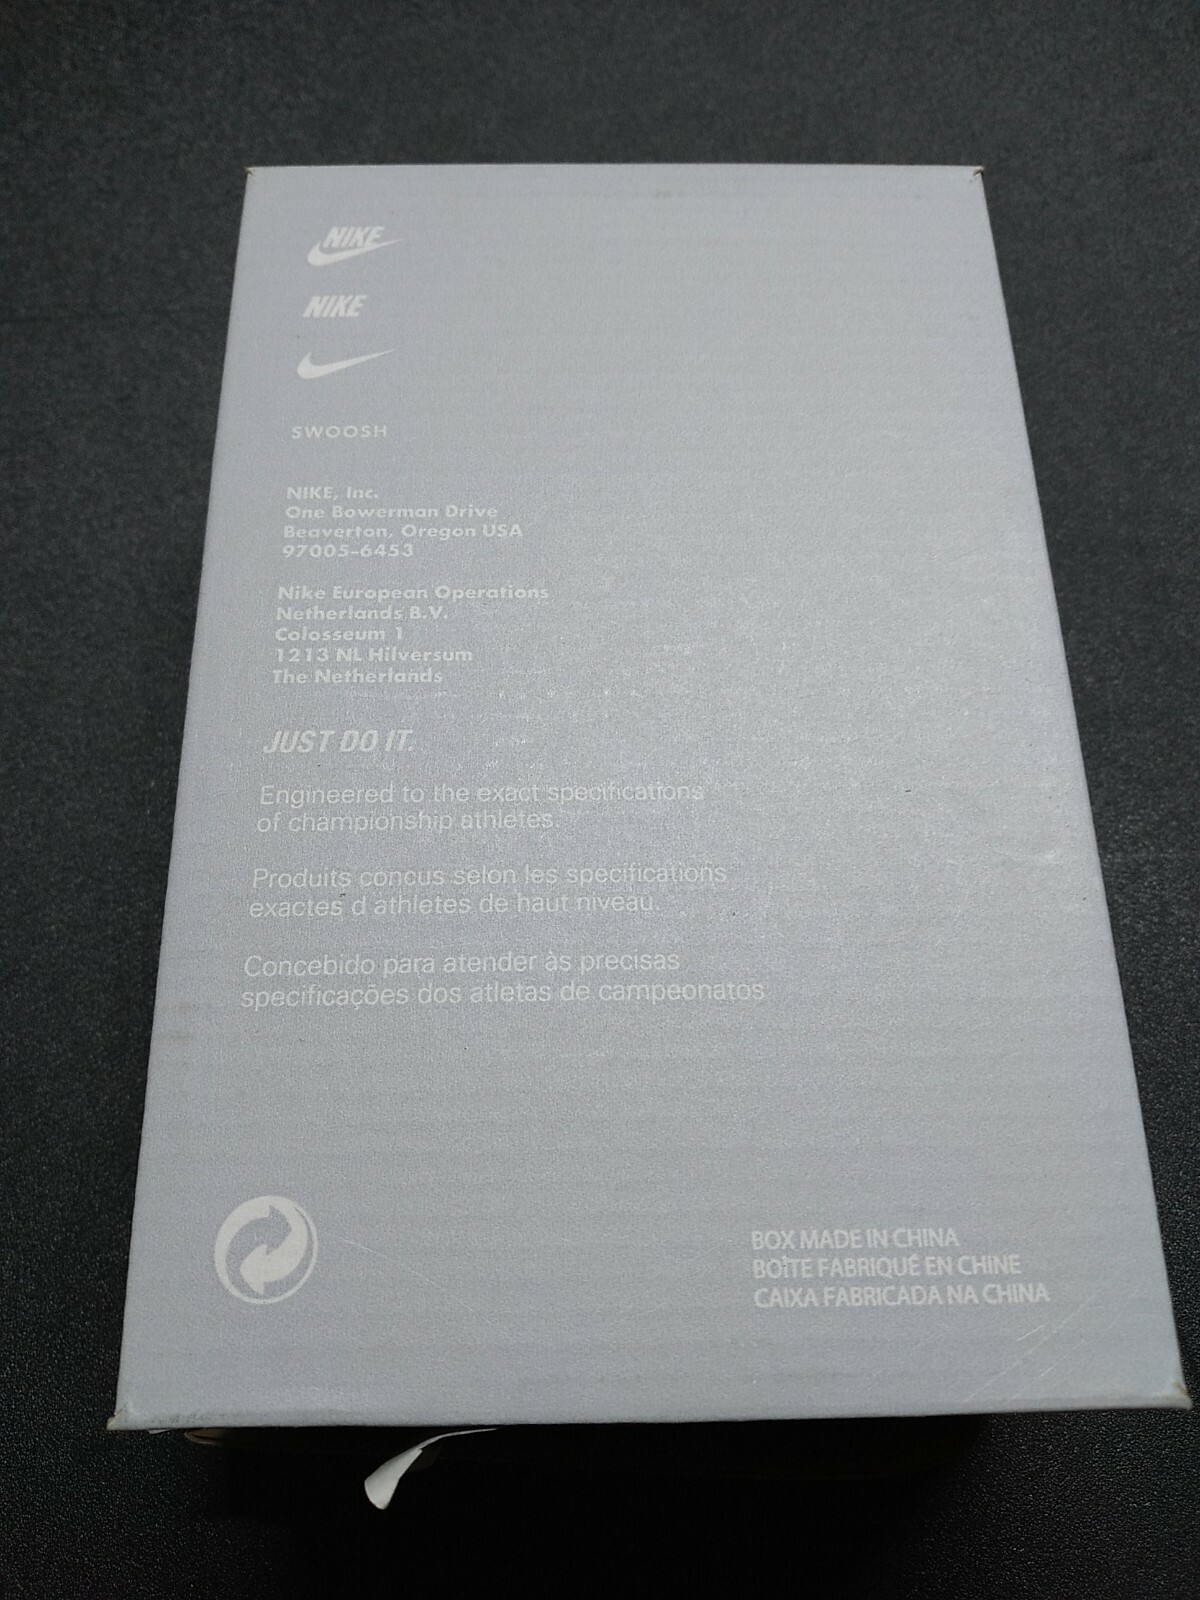 NIKE
NIKE
SWOOSH
NIKE, Inc.
One Bowerman Drive
Beaverton, Oregon USA
97005-6453
Nike European Operations
Netherlands B.V.
Colosseum 1
1213 NL Hilversum
The Netherlands
JUST DO IT.
Engineered to the exact specifications
of championship athletes.
Produits concus selon les specifications
exactes d athletes de haut niveau.
Concebido para atender às precisas
specificações dos atletas de campeonatos
BOX MADE IN CHINA
BOÎTE FABRIQUÉ EN CHINE
CAIXA FABRICADA NA CHINA